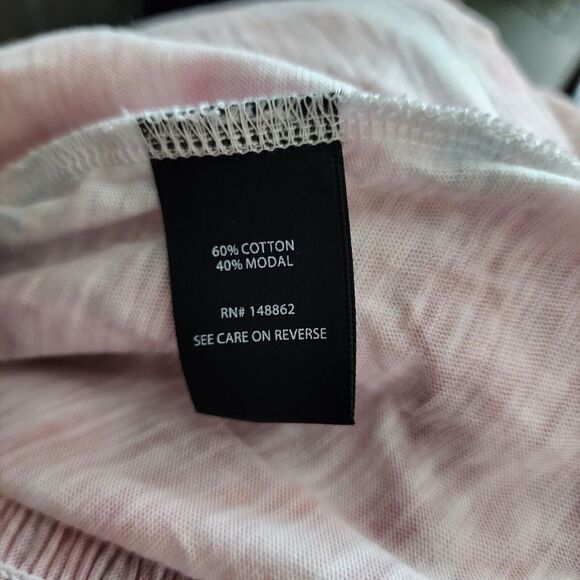 60% COTTON
40% MODAL
RN# 148862
SEE CARE ON REVERSE